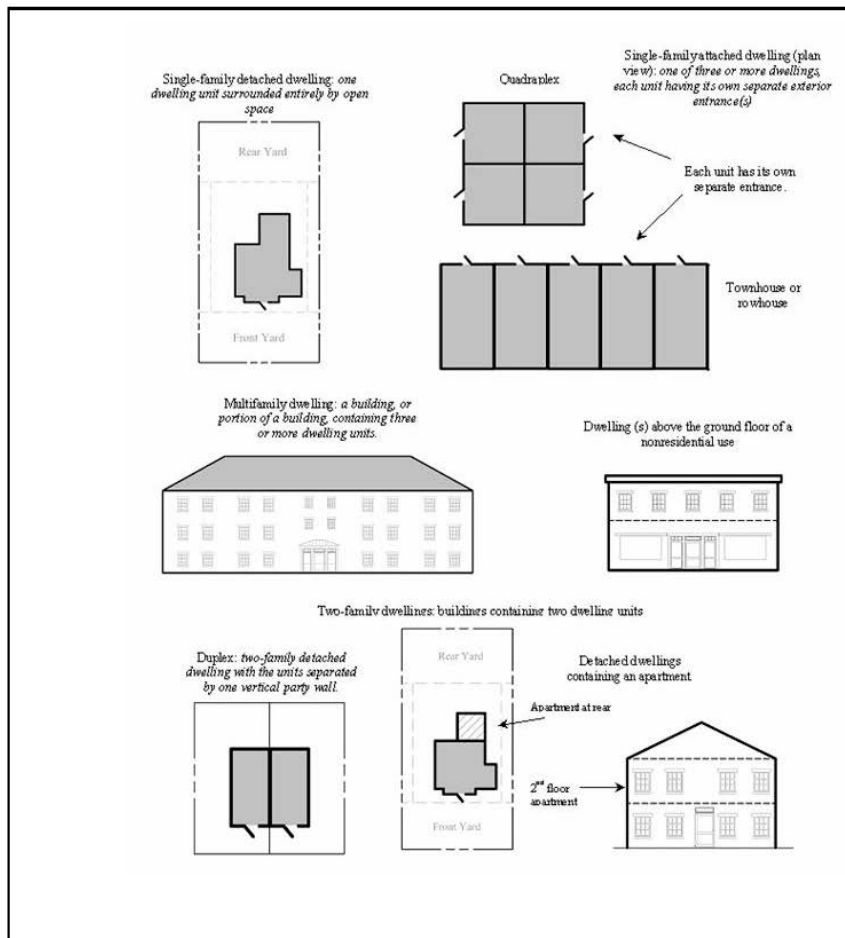 Single-family detached dwelling: one
dwelling unit surrounded entirely by open
space
Rear Yard
Front Yard
Quadraplex
Single-family attached dwelling (plan
view): one of three or more dwellings,
each unit having its own separate exterior
entrance(s)
Each unit has its own
separate entrance.
Townhouse or
rowhouse
Multifamily dwelling: a building, or
portion of a building, containing three
or more dwelling units.
Dwelling (s) above the ground floor of a
nonresidential use
Two-family dwellings: buildings containing two dwelling units
Duplex: two-family detached
dwelling with the units separated
by one vertical party wall.
Rear Yard
Front Yard
Detached dwellings
containing an apartment
Apartment at rear
2nd floor
apartment